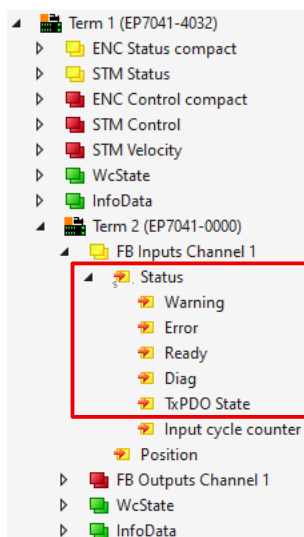 Term 1 (EP7041-4032)
ENC Status compact
STM Status
ENC Control compact
STM Control
STM Velocity
WcState
InfoData
Term 2 (EP7041-0000)
FB Inputs Channel 1
Status
Warning
Error
Ready
Diag
TxPDO State
Input cycle counter
Position
FB Outputs Channel 1
WcState
InfoData